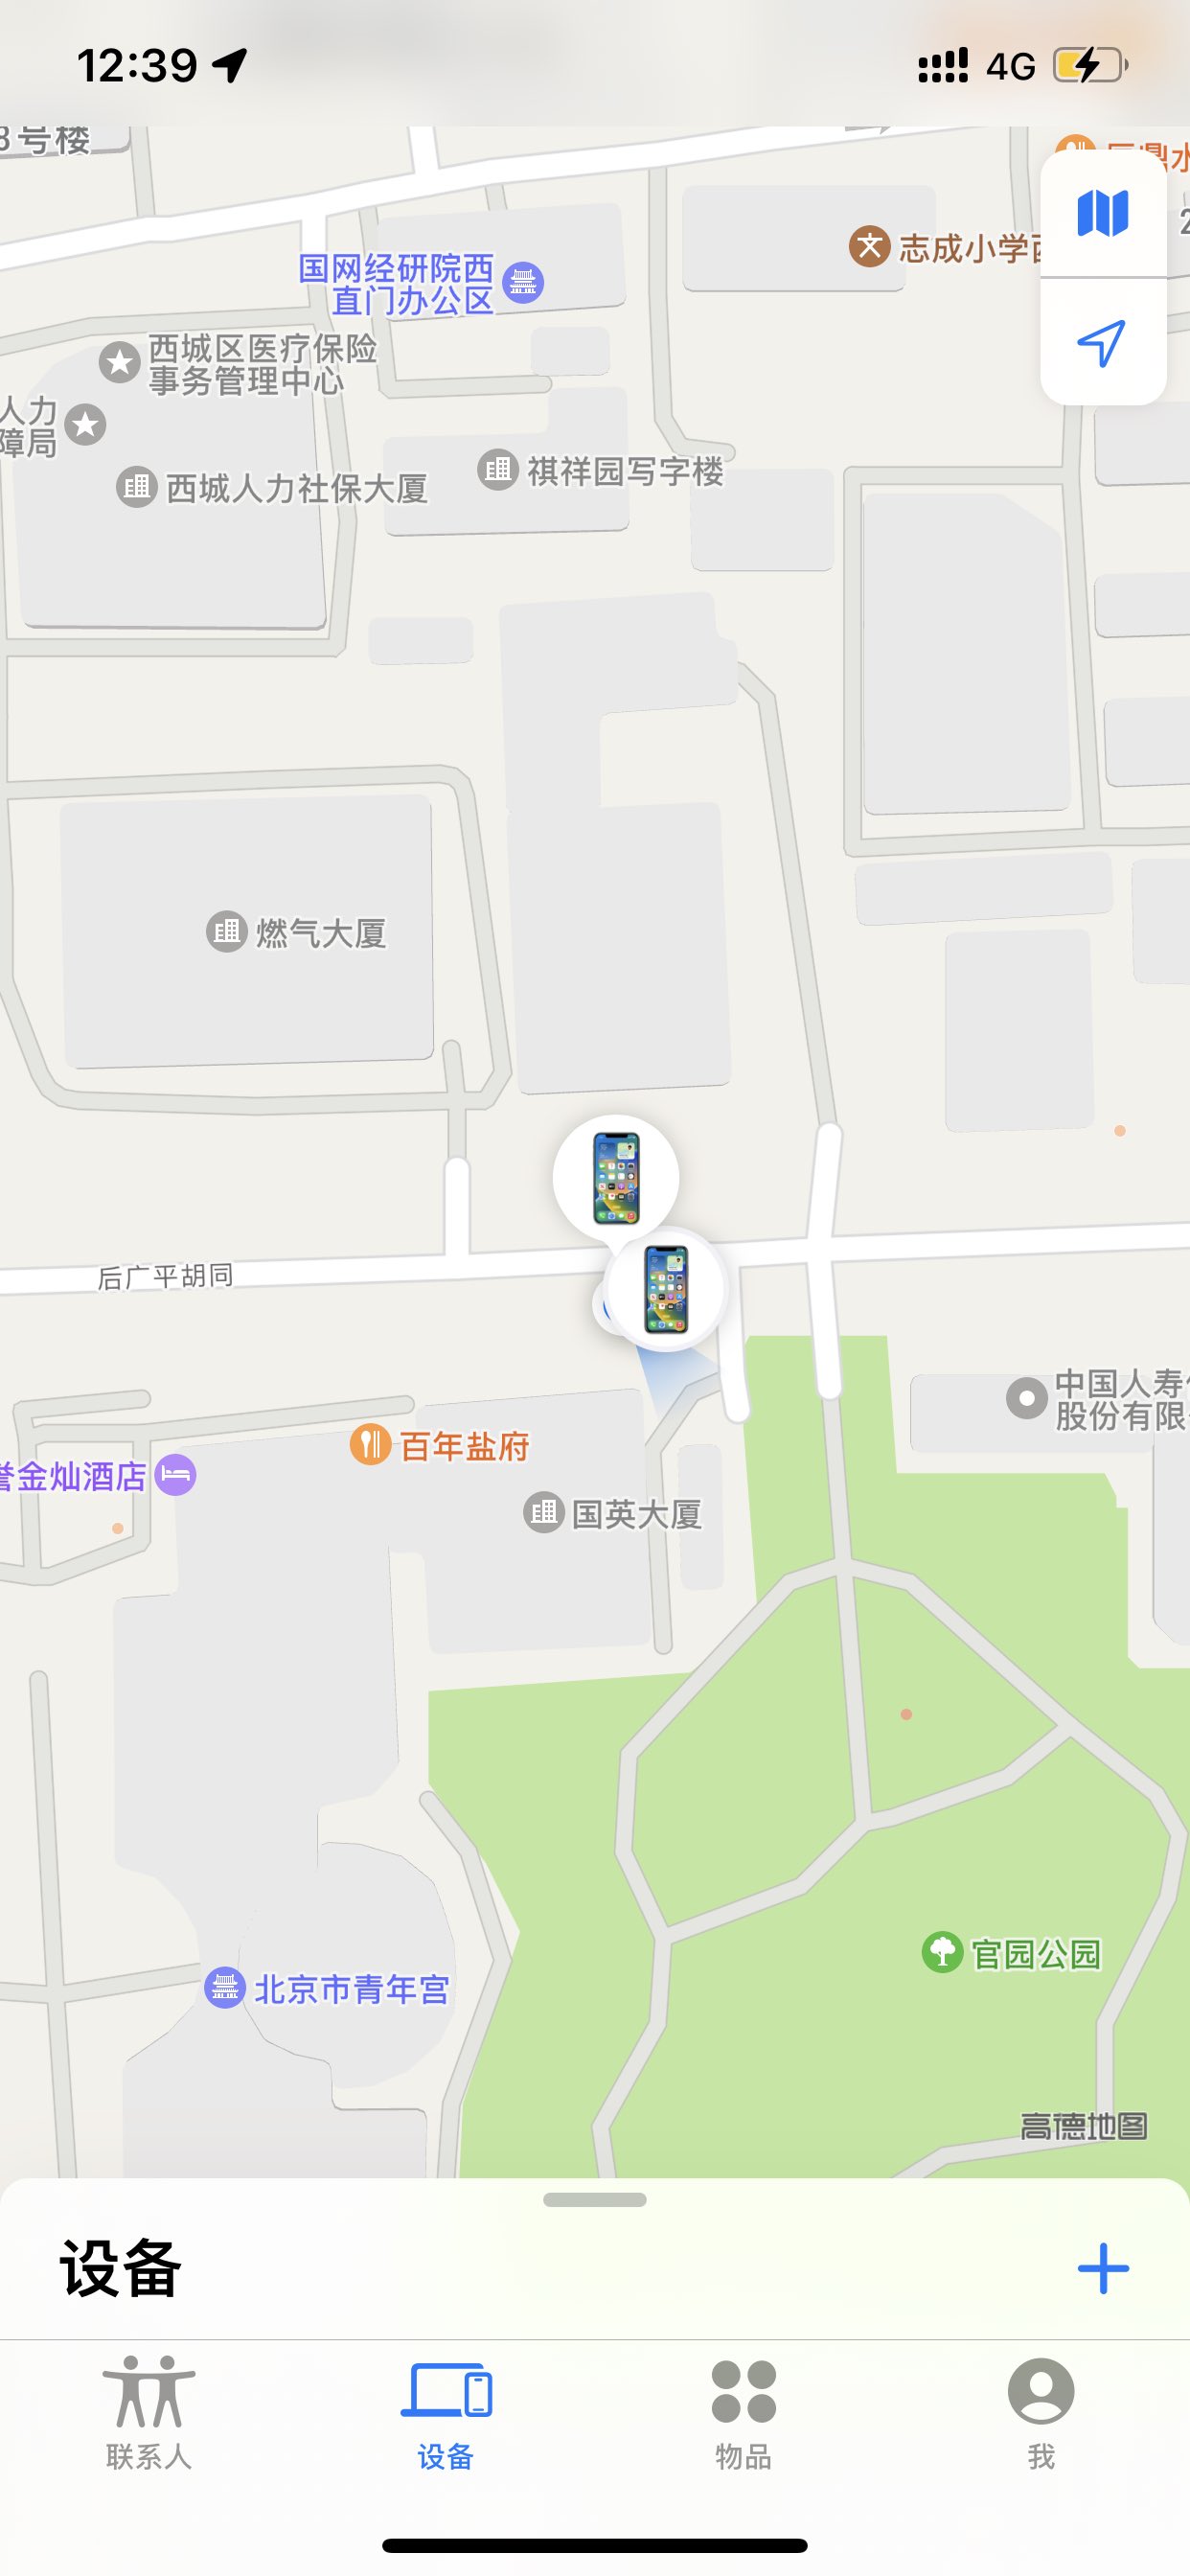 12:39
4G
8号楼
国网经研院西
直门办公区
志成小学
西城区医疗保险
事务管理中心
人力
障局
西城人力社保大厦
祺祥园写字楼
燃气大厦
后广平胡同
中国人寿
股份有限
百年盐府
金灿酒店
国英大厦
官园公园
北京市青年宫
高德地图
设备
联系人
设备
物品
我